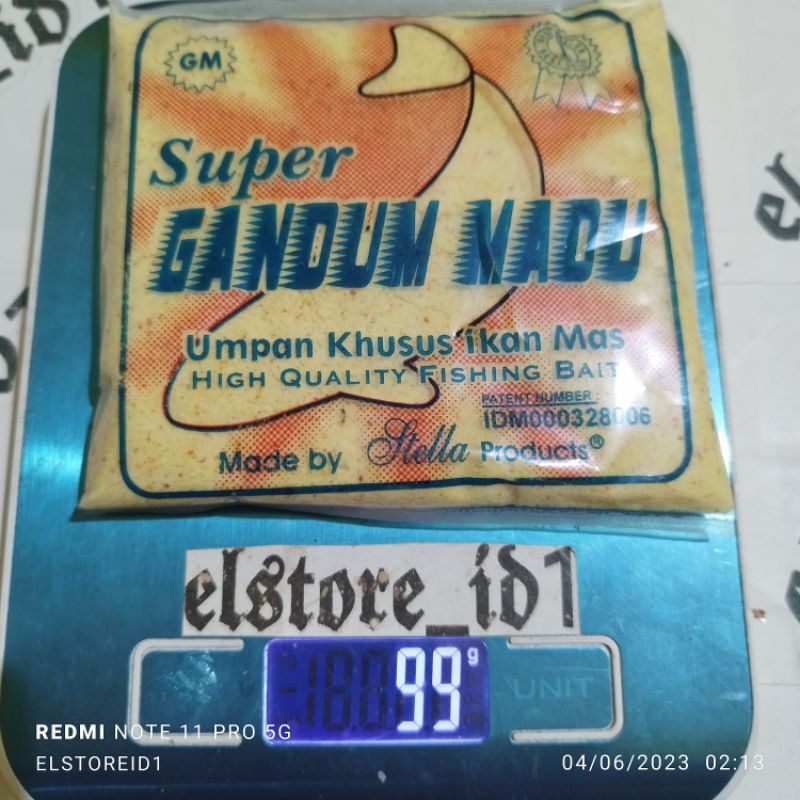 GM
Super
GANDUM MADU
Umpan Khusus ikan Mas
HIGH QUALITY FISHING BAIT
PATENT NUMBER
IDM000328006
Made by Stella Products®
elstore_id1
99 g
UNIT
REDMI NOTE 11 PRO 5G
ELSTOREID1
04/06/2023 02:13